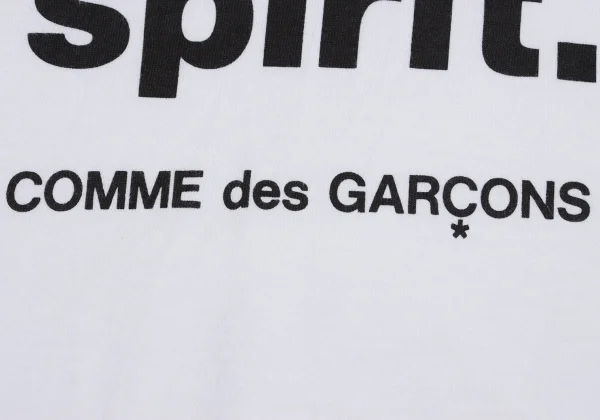 spirit.
COMME des GARÇONS
*